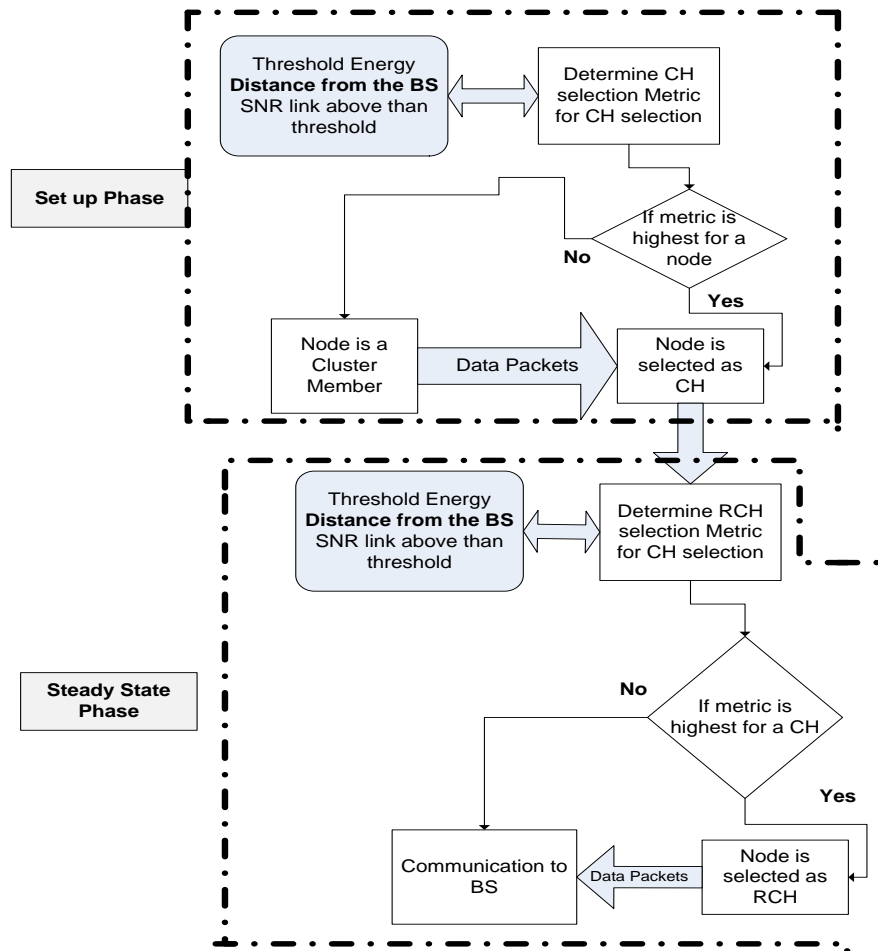 Threshold Energy
Distance from the BS
SNR link above than
threshold
Determine CH
selection Metric
for CH selection
Set up Phase
If metric is
highest for a
node
No
Yes
Node is a
Cluster
Member
Data Packets
Node is
selected as
CH
Threshold Energy
Distance from the BS
SNR link above than
threshold
Determine RCH
selection Metric
for CH selection
Steady State
Phase
No
If metric is
highest for a CH
Yes
Communication to
BS
Data Packets
Node is
selected as
RCH